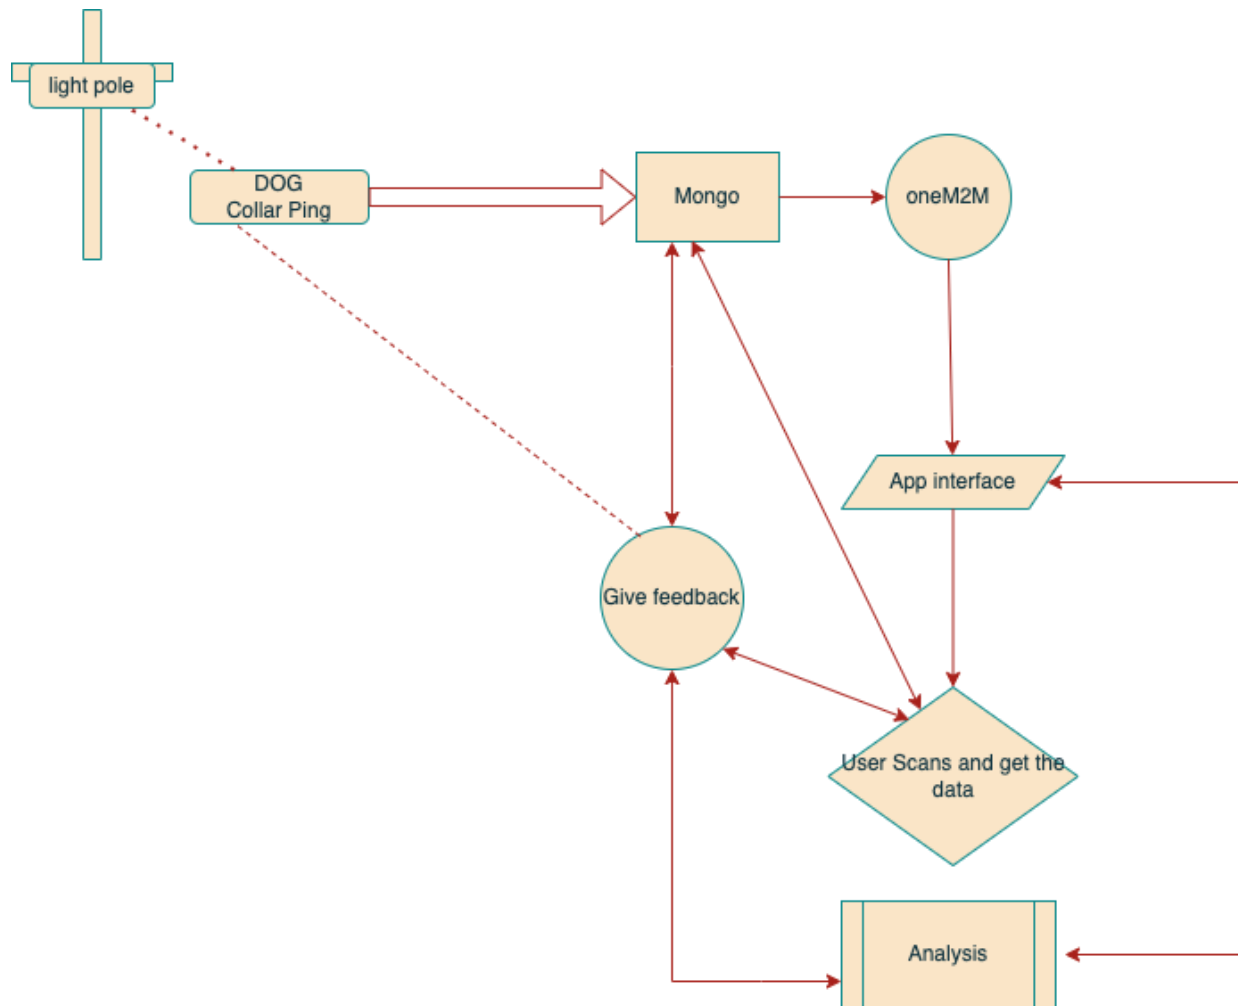 light pole
DOG
Collar Ping
Mongo
oneM2M
App interface
Give feedback
User Scans and get the
data
Analysis